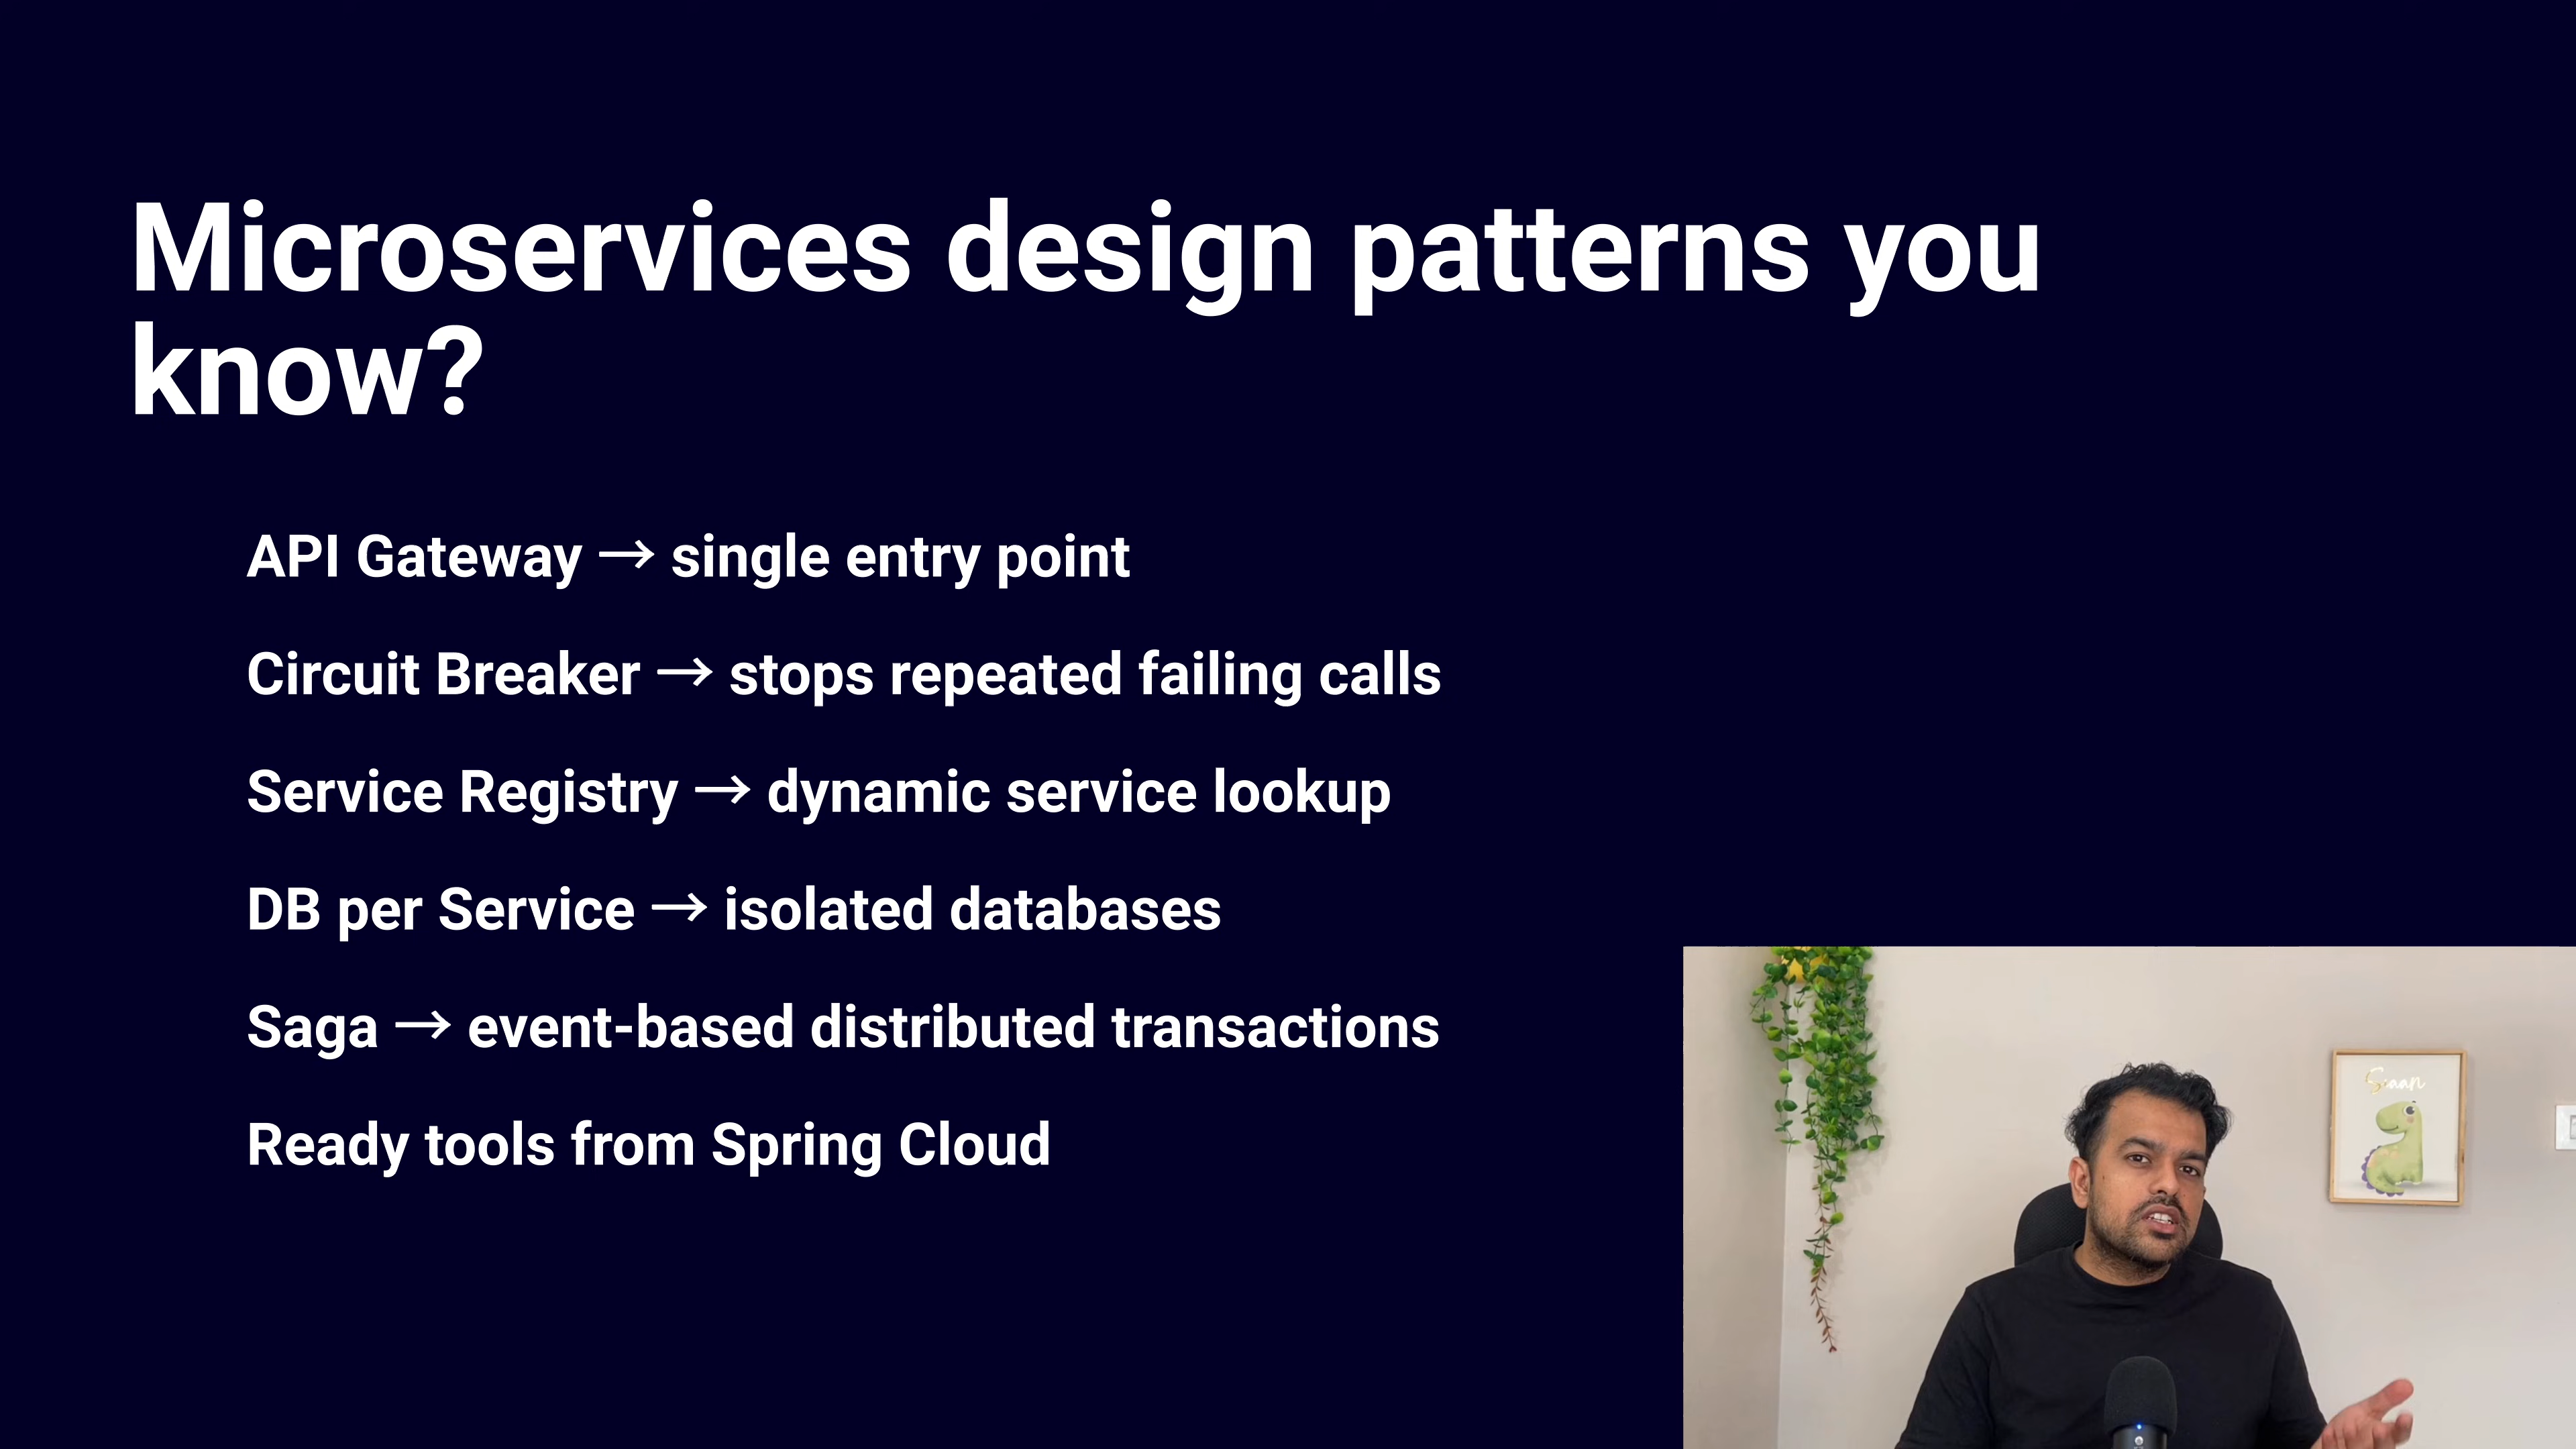 Microservices design patterns you
know?
API Gateway → single entry point
Circuit Breaker → stops repeated failing calls
Service Registry → dynamic service lookup
DB per Service → isolated databases
Saga → event-based distributed transactions
Ready tools from Spring Cloud